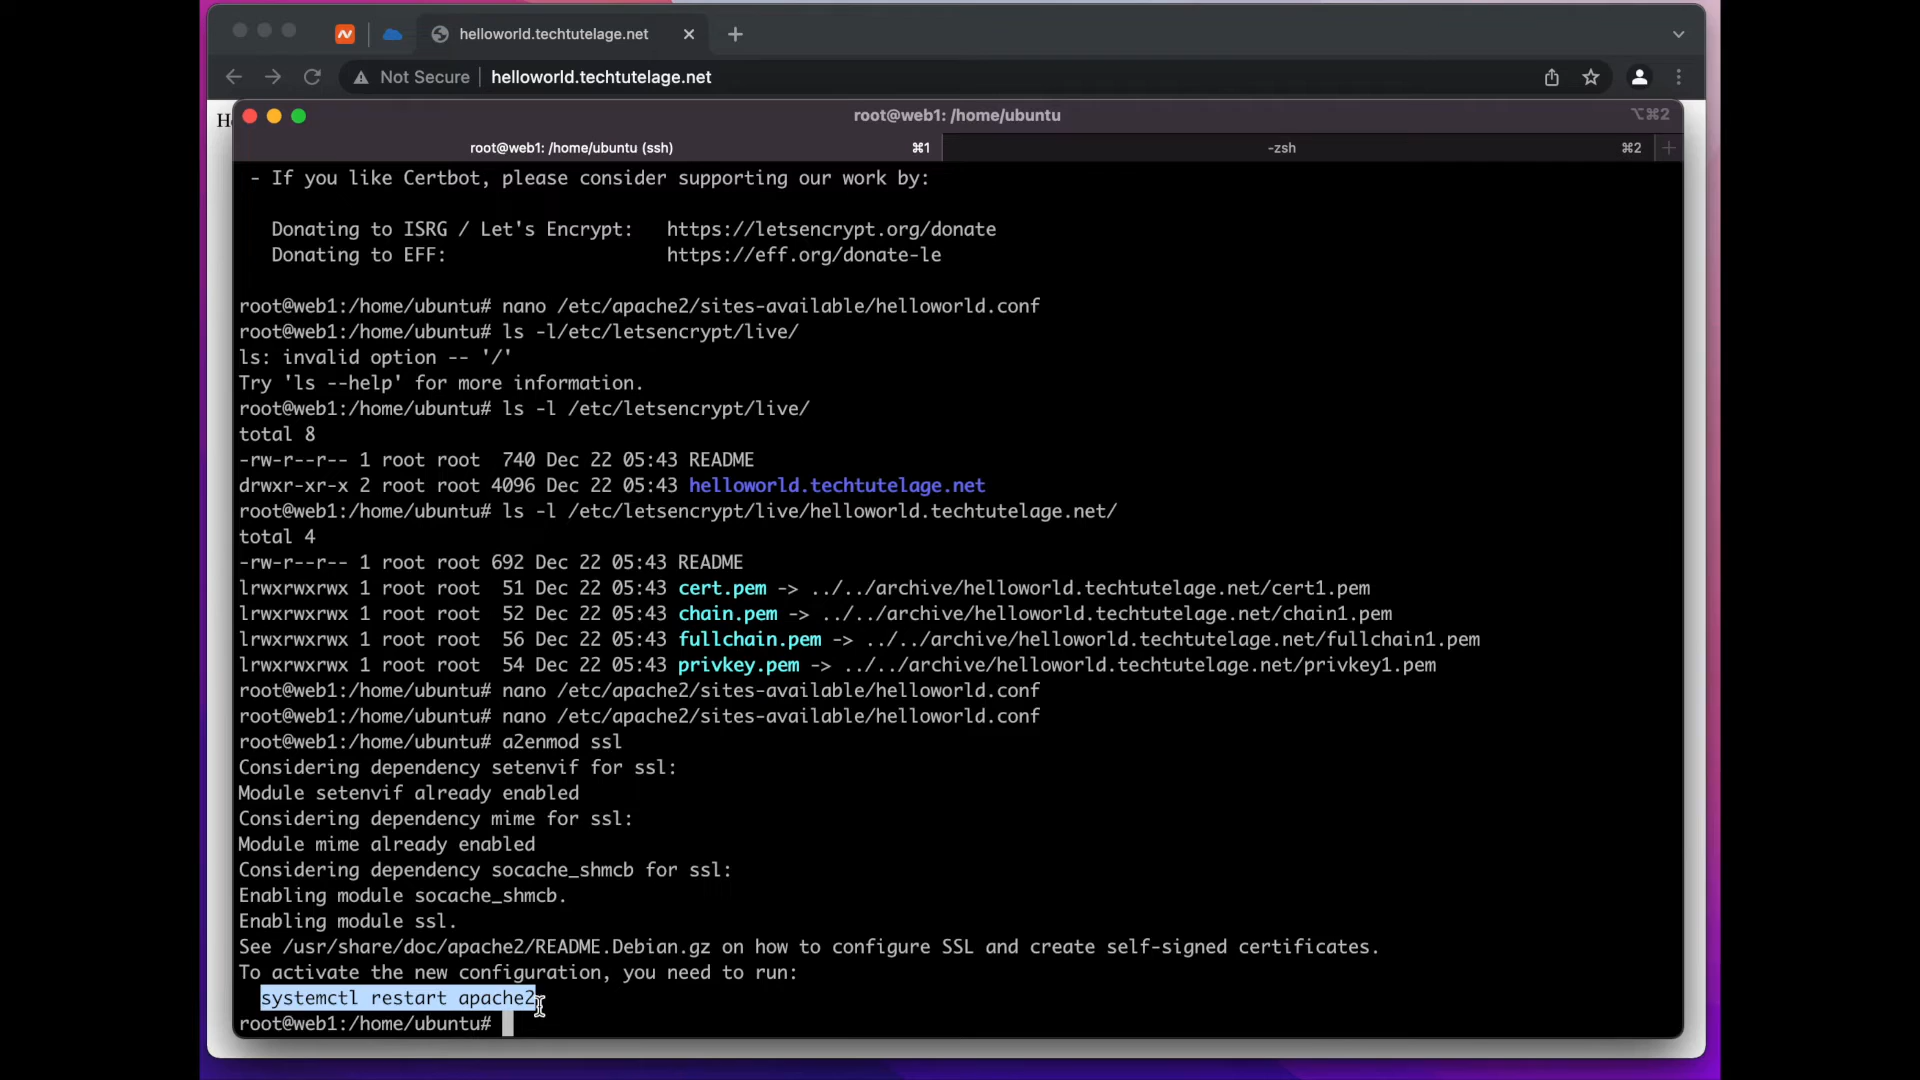 helloworld.techtutelage.net
Not Secure helloworld.techtutelage.net
root@web1: /home/ubuntu ⌥⌘2
root@web1: /home/ubuntu (ssh) ⌘1 -zsh ⌘2
- If you like Certbot, please consider supporting our work by:
Donating to ISRG / Let's Encrypt: https://letsencrypt.org/donate
Donating to EFF: https://eff.org/donate-le
root@web1:/home/ubuntu# nano /etc/apache2/sites-available/helloworld.conf
root@web1:/home/ubuntu# ls -l/etc/letsencrypt/live/
ls: invalid option -- '/'
Try 'ls --help' for more information.
root@web1:/home/ubuntu# ls -l /etc/letsencrypt/live/
total 8
-rw-r--r-- 1 root root 740 Dec 22 05:43 README
drwxr-xr-x 2 root root 4096 Dec 22 05:43 helloworld.techtutelage.net
root@web1:/home/ubuntu# ls -l /etc/letsencrypt/live/helloworld.techtutelage.net/
total 4
-rw-r--r-- 1 root root 692 Dec 22 05:43 README
lrwxrwxrwx 1 root root 51 Dec 22 05:43 cert.pem -> ../../archive/helloworld.techtutelage.net/cert1.pem
lrwxrwxrwx 1 root root 52 Dec 22 05:43 chain.pem -> ../../archive/helloworld.techtutelage.net/chain1.pem
lrwxrwxrwx 1 root root 56 Dec 22 05:43 fullchain.pem -> ../../archive/helloworld.techtutelage.net/fullchain1.pem
lrwxrwxrwx 1 root root 54 Dec 22 05:43 privkey.pem -> ../../archive/helloworld.techtutelage.net/privkey1.pem
root@web1:/home/ubuntu# nano /etc/apache2/sites-available/helloworld.conf
root@web1:/home/ubuntu# nano /etc/apache2/sites-available/helloworld.conf
root@web1:/home/ubuntu# a2enmod ssl
Considering dependency setenvif for ssl:
Module setenvif already enabled
Considering dependency mime for ssl:
Module mime already enabled
Considering dependency socache_shmcb for ssl:
Enabling module socache_shmcb.
Enabling module ssl.
See /usr/share/doc/apache2/README.Debian.gz on how to configure SSL and create self-signed certificates.
To activate the new configuration, you need to run:
systemctl restart apache2
root@web1:/home/ubuntu#